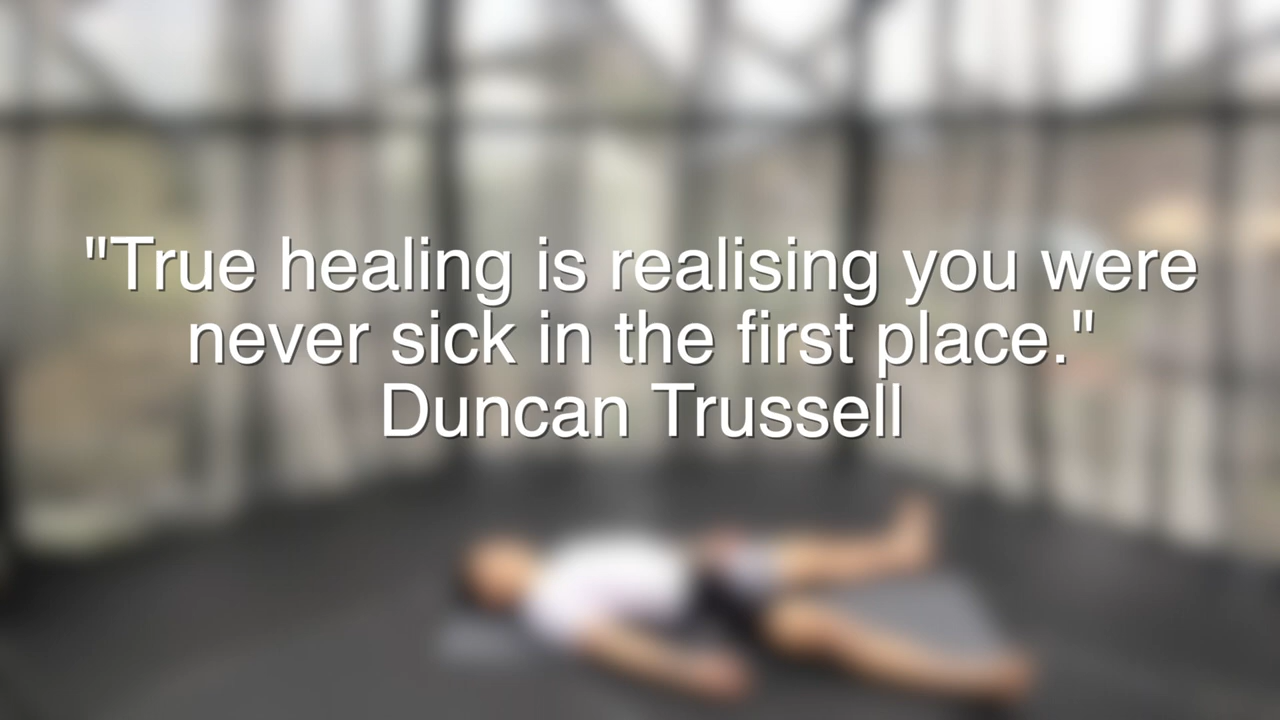 "True healing is realising you were
never sick in the first place."
Duncan Trussell